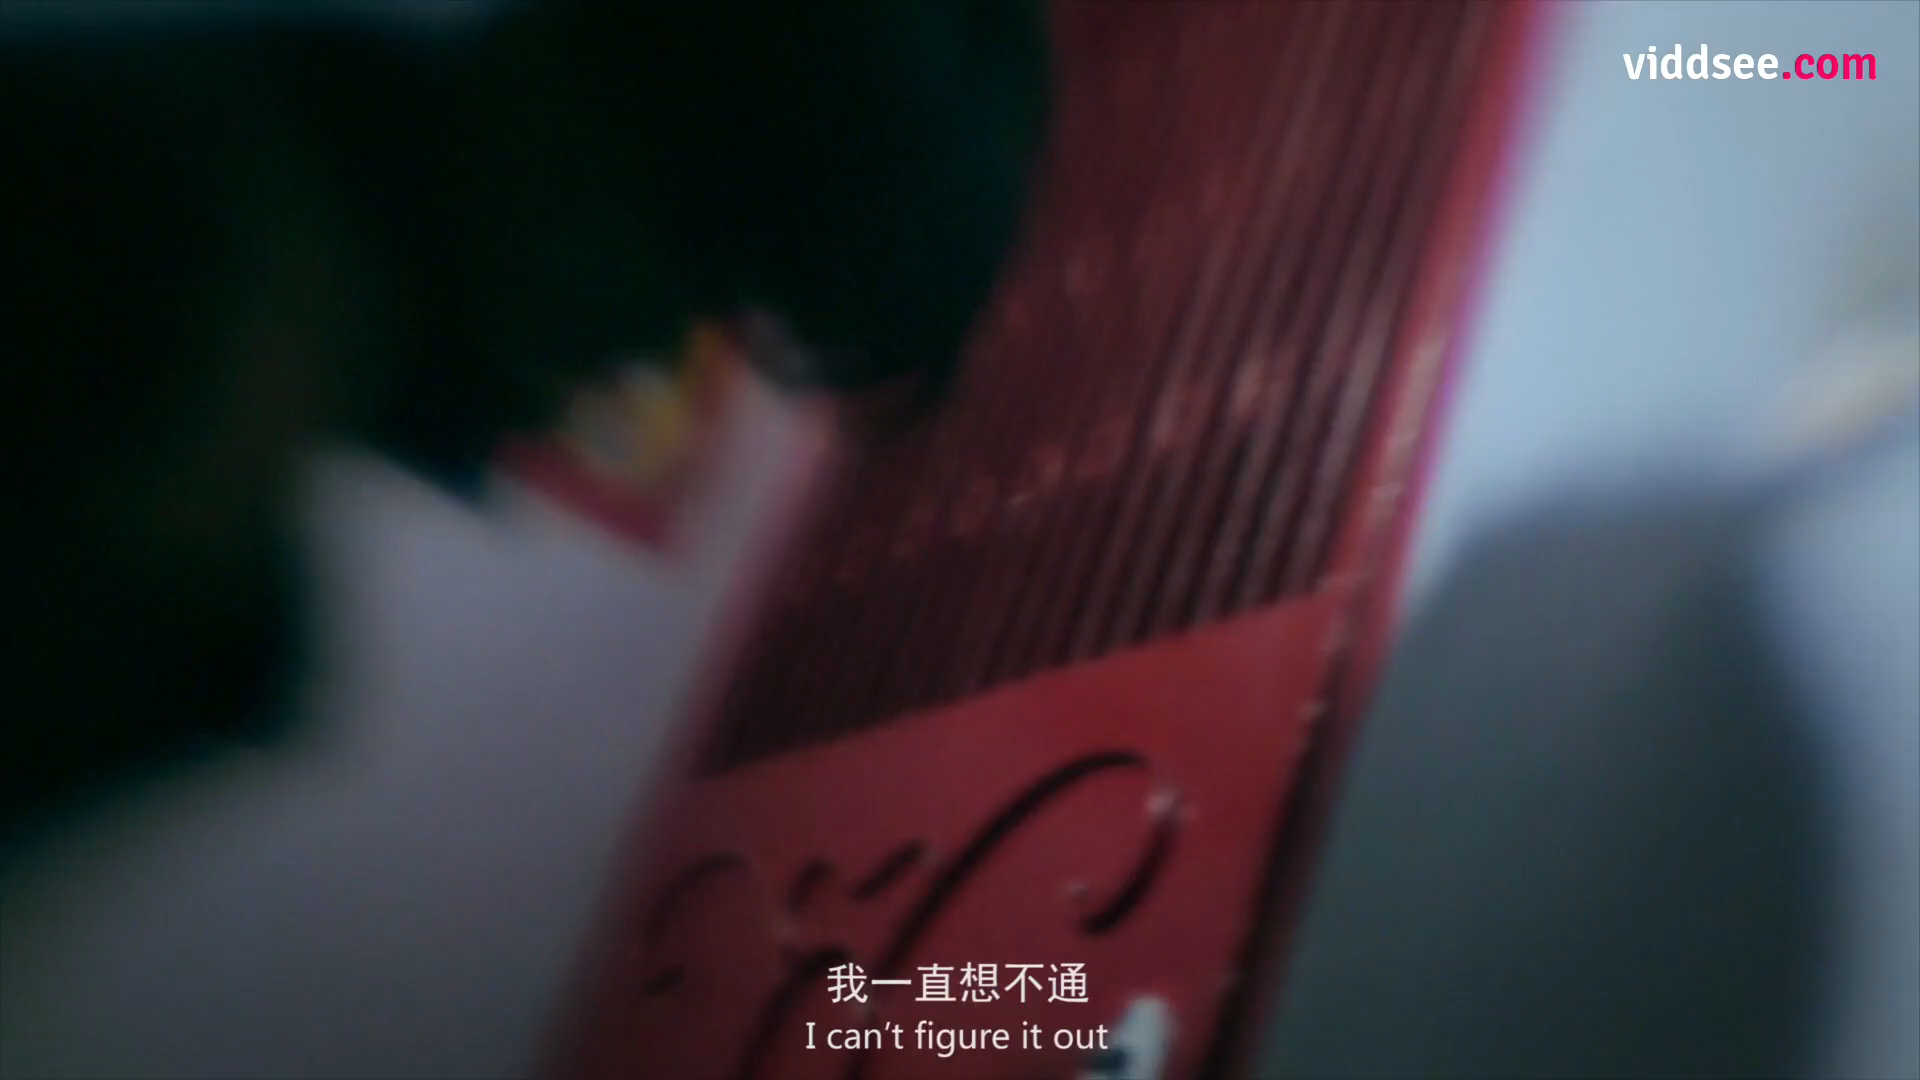 viddsee.com
我一直想不通
I can't figure it out